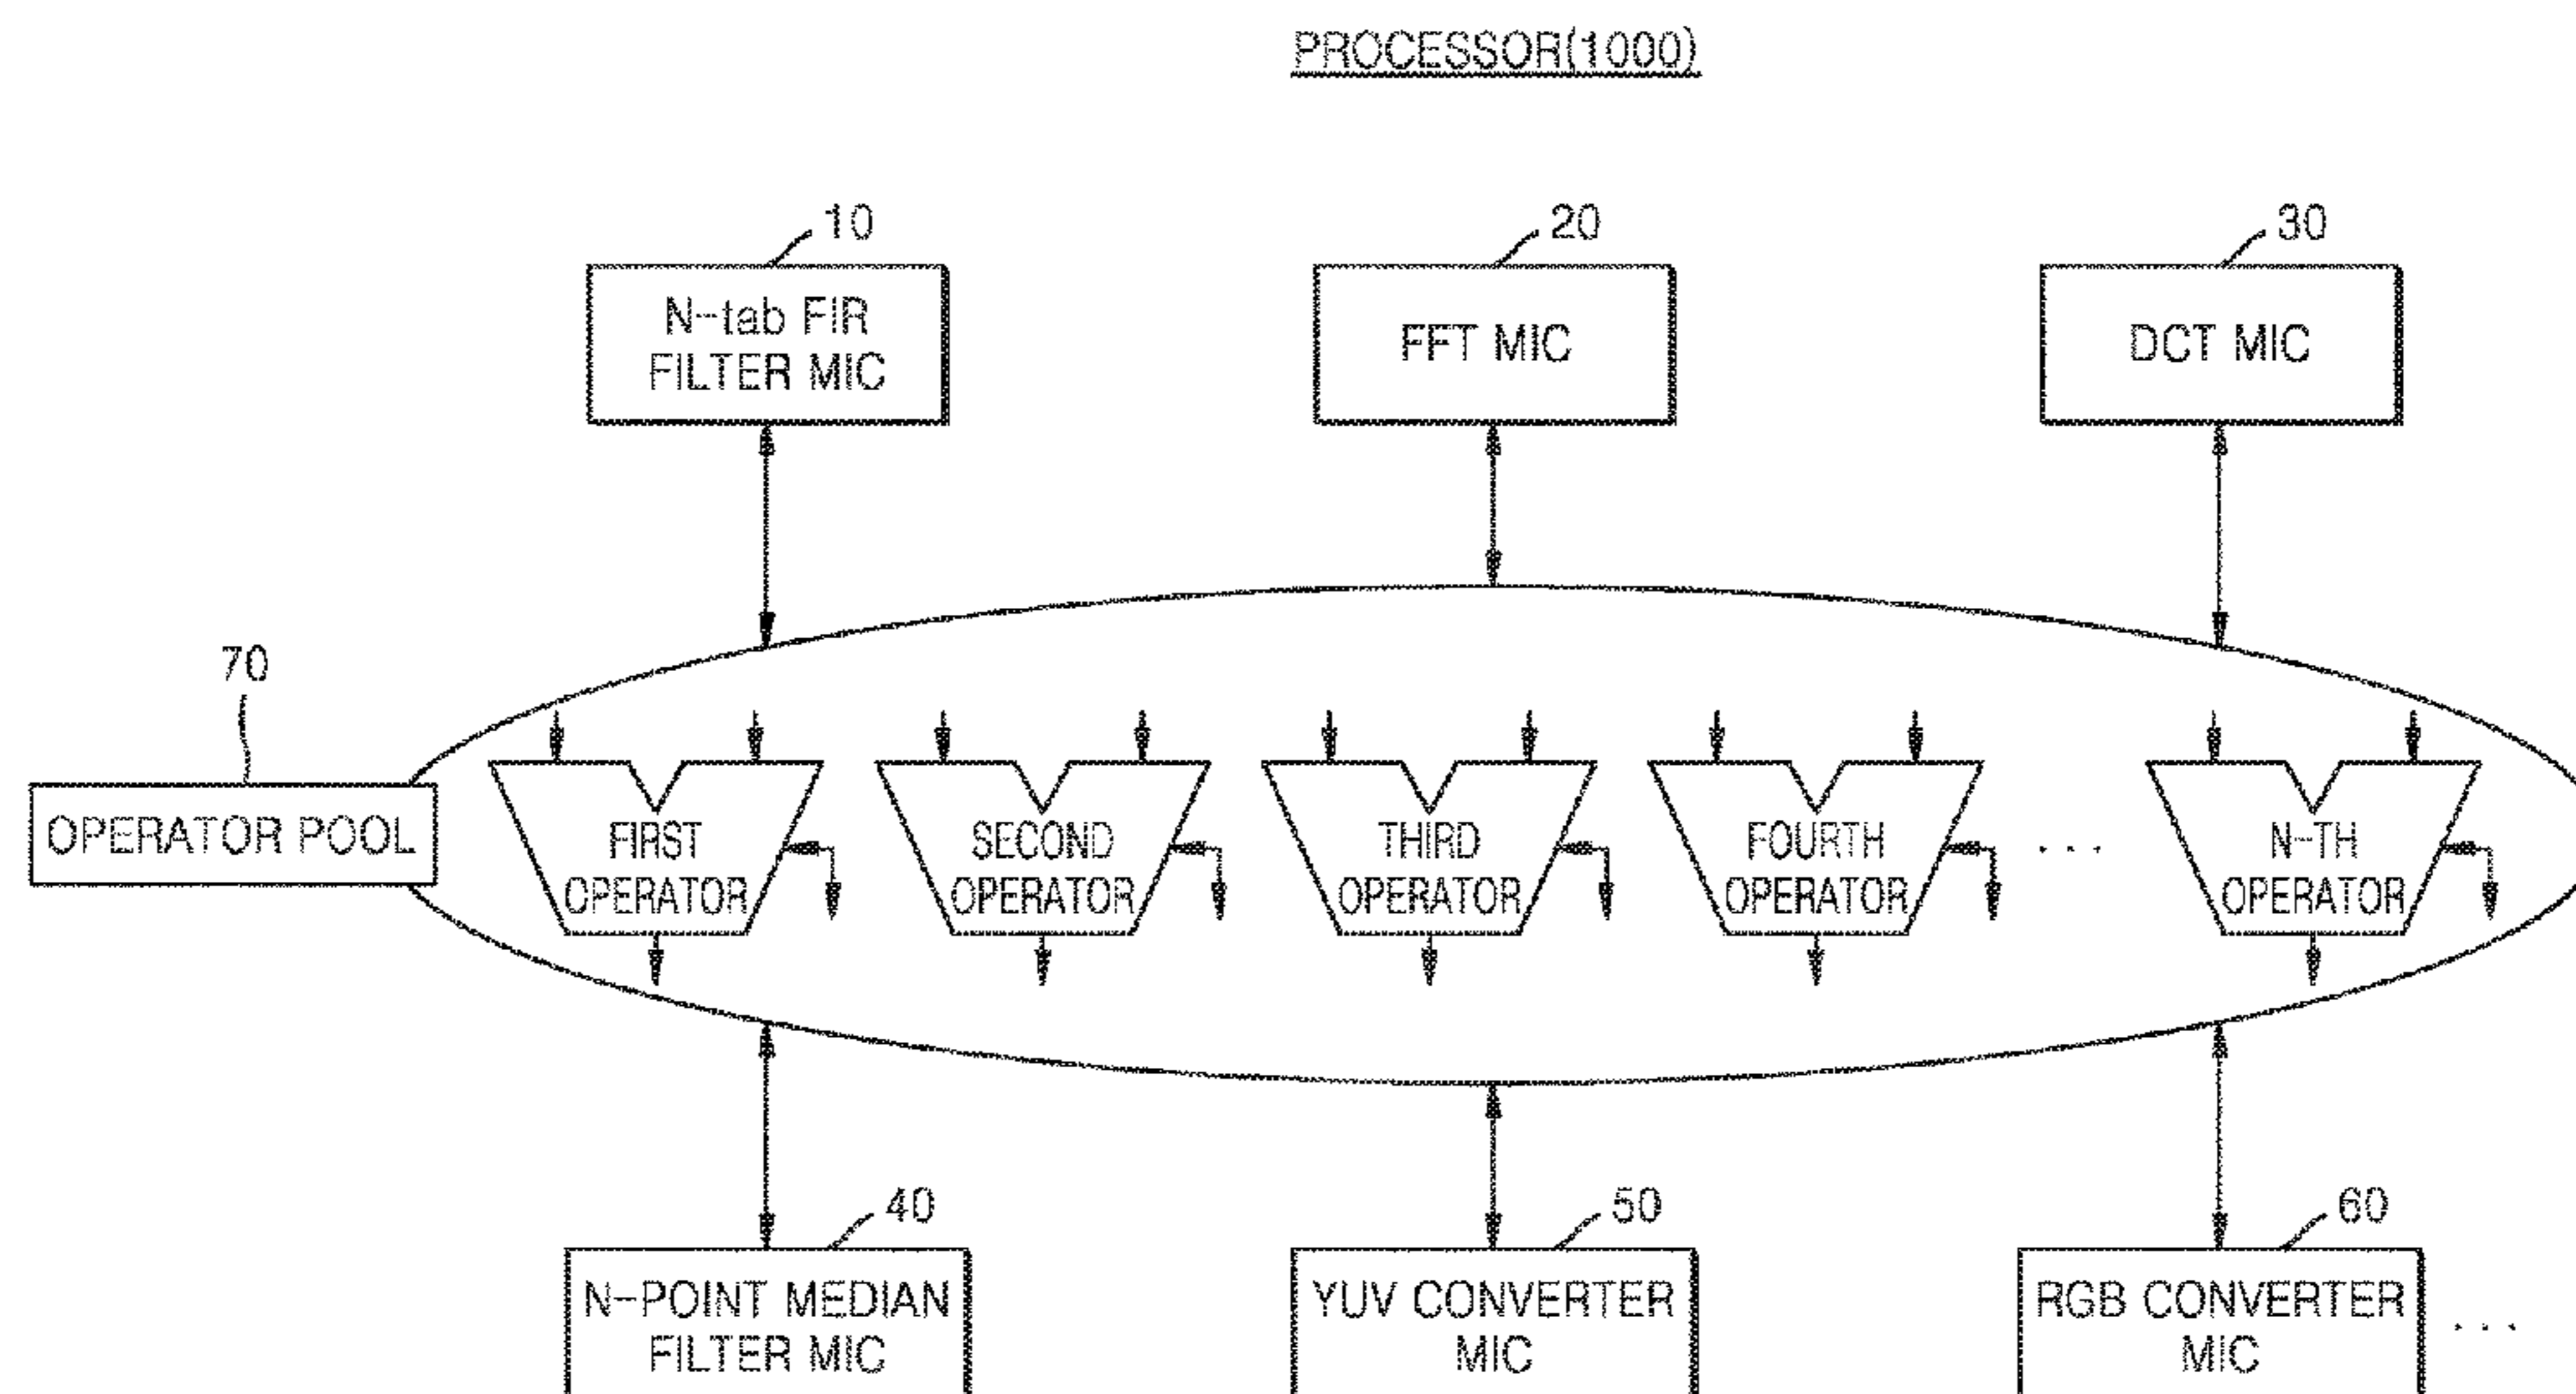 PROCESSOR(1000)
10
20
30
N-tab FIR
FILTER MIC
FFT MIC
DCT MIC
70
OPERATOR POOL
FIRST
OPERATOR
SECOND
OPERATOR
THIRD
OPERATOR
FOURTH
OPERATOR
. . .
N-TH
OPERATOR
40
50
60
N-POINT MEDIAN
FILTER MIC
YUV CONVERTER
MIC
RGB CONVERTER
MIC
. . .